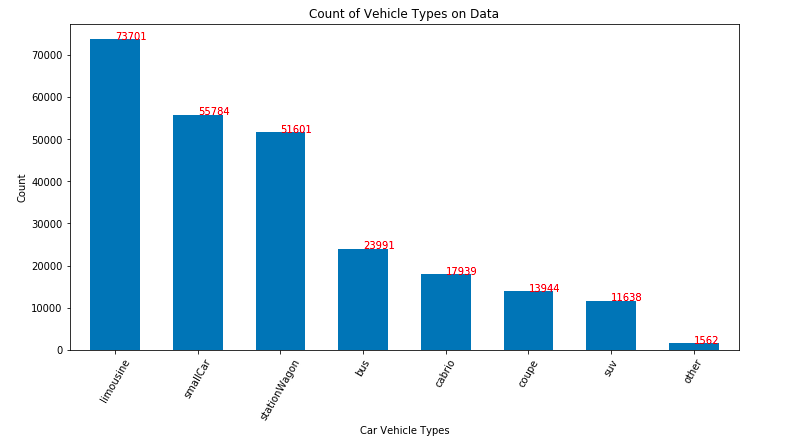 Count of Vehicle Types on Data
73701
70000
60000
55784
51601
50000
Count
40000
30000
23991
20000
17939
13944
11638
10000
1562
0
limousine
smallCar
stationWagon
bus
cabrio
coupe
suv
other
Car Vehicle Types